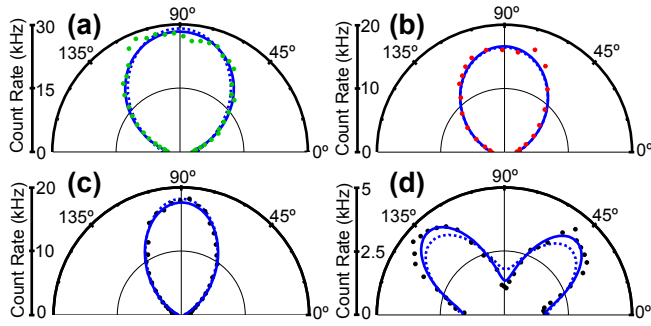 (a)
90º
30
135º
45º
15
Count Rate (kHz)
0
0º
(b)
90º
20
135º
45º
10
Count Rate (kHz)
0
0º
(c)
90º
20
135º
45º
10
Count Rate (kHz)
0
0º
(d)
90º
5
135º
45º
2.5
Count Rate (kHz)
0
0º